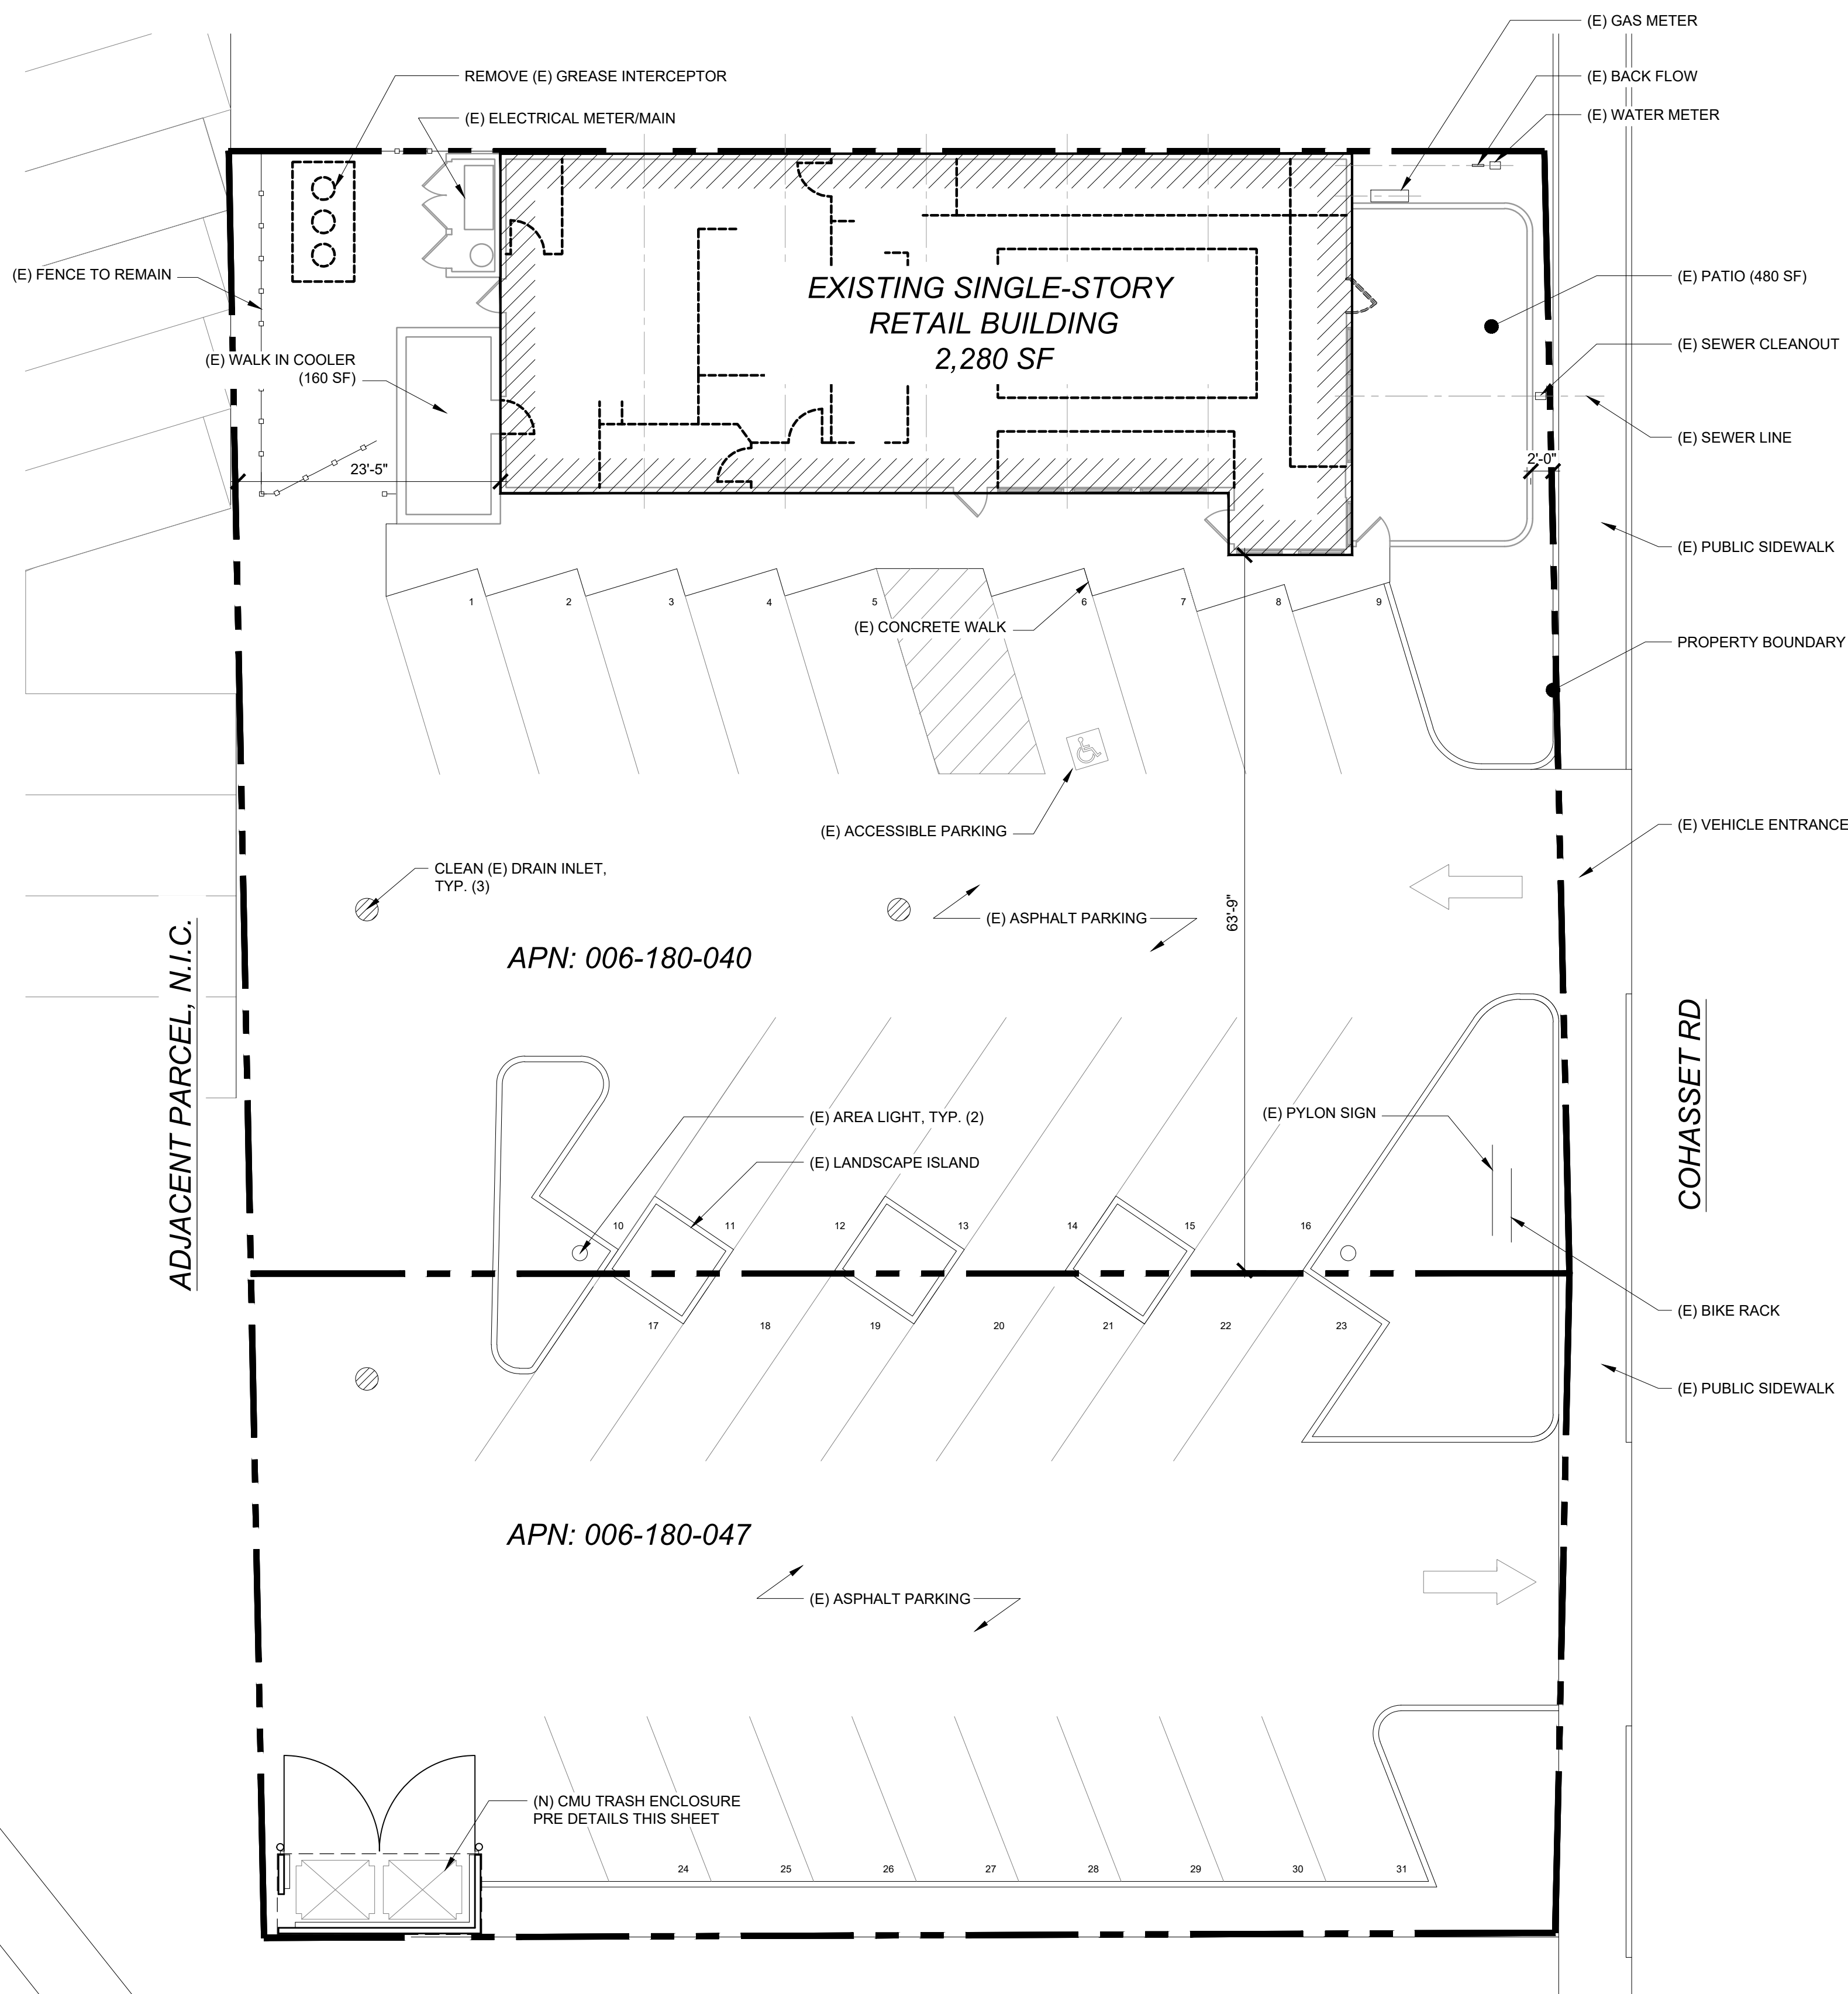 (E) GAS METER
REMOVE (E) GREASE INTERCEPTOR
(E) BACK FLOW
(E) ELECTRICAL METER/MAIN
(E) WATER METER
(E) FENCE TO REMAIN
EXISTING SINGLE-STORY
RETAIL BUILDING
2,280 SF
(E) PATIO (480 SF)
(E) WALK IN COOLER
(160 SF)
(E) SEWER CLEANOUT
(E) SEWER LINE
23'-5"
2'-0"
(E) PUBLIC SIDEWALK
1
2
3
4
5
6
7
8
9
(E) CONCRETE WALK
PROPERTY BOUNDARY
(E) ACCESSIBLE PARKING
(E) VEHICLE ENTRANCE
CLEAN (E) DRAIN INLET,
TYP. (3)
(E) ASPHALT PARKING
63'-9"
APN: 006-180-040
ADJACENT PARCEL, N.I.C.
COHASSET RD
(E) AREA LIGHT, TYP. (2)
(E) PYLON SIGN
(E) LANDSCAPE ISLAND
10
11
12
13
14
15
16
(E) BIKE RACK
17
18
19
20
21
22
23
(E) PUBLIC SIDEWALK
APN: 006-180-047
(E) ASPHALT PARKING
(N) CMU TRASH ENCLOSURE
PRE DETAILS THIS SHEET
24
25
26
27
28
29
30
31